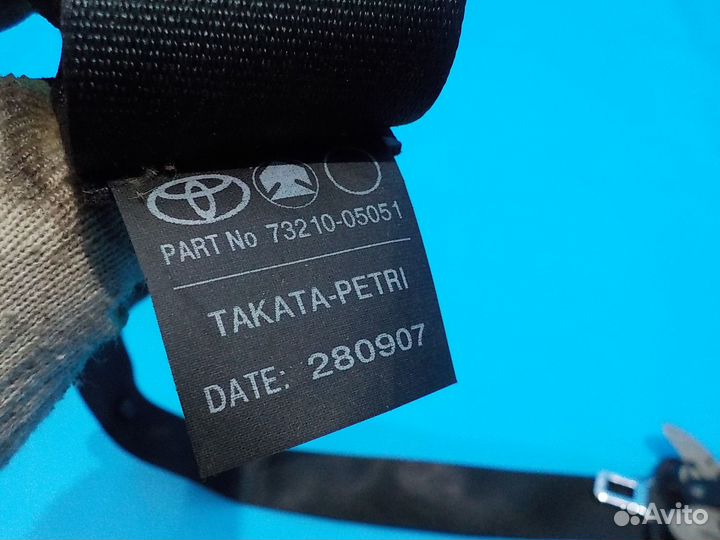 PART No 73210-05051
TAKATA-PETRI
DATE: 280907
Avito